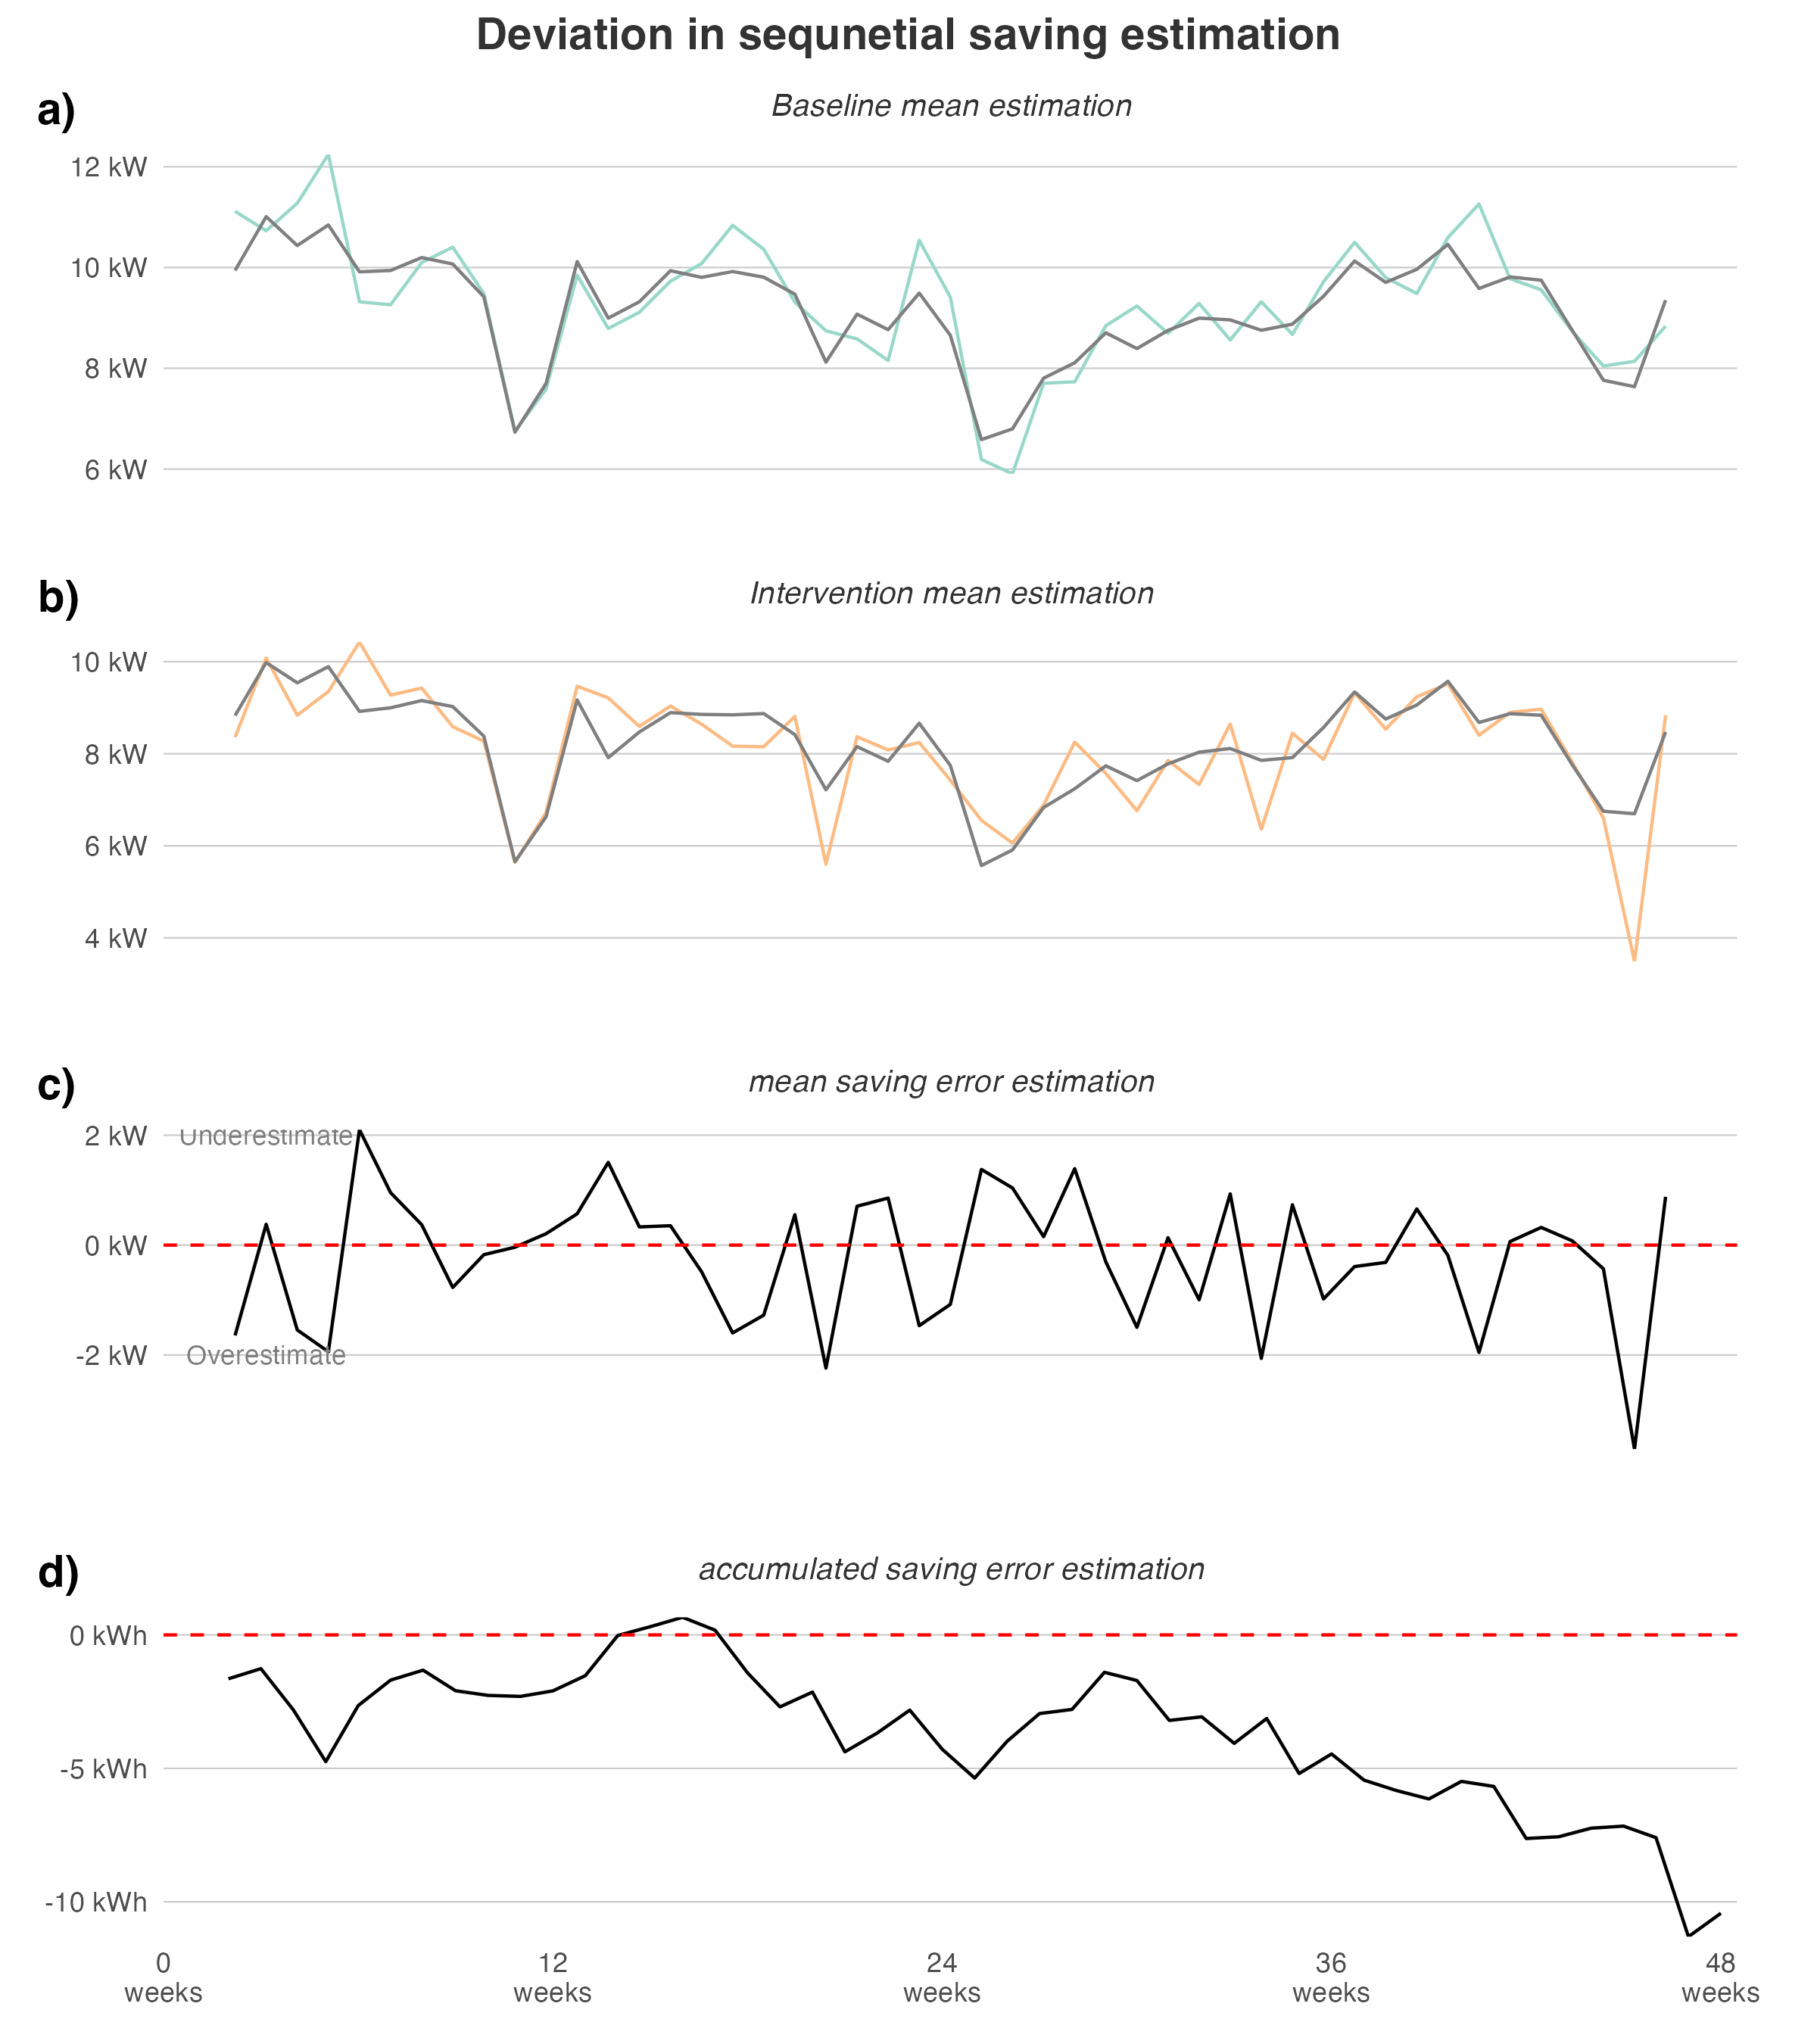 Deviation in sequnetial saving estimation
a)
Baseline mean estimation
12 kW
10 kW
8 kW
6 kW
b)
Intervention mean estimation
10 kW
8 kW
6 kW
4 kW
c)
mean saving error estimation
2 kW
Underestimate
0 kW
-2 kW
Overestimate
d)
accumulated saving error estimation
0 kWh
-5 kWh
-10 kWh
0 12 24 36 48
weeks weeks weeks weeks weeks